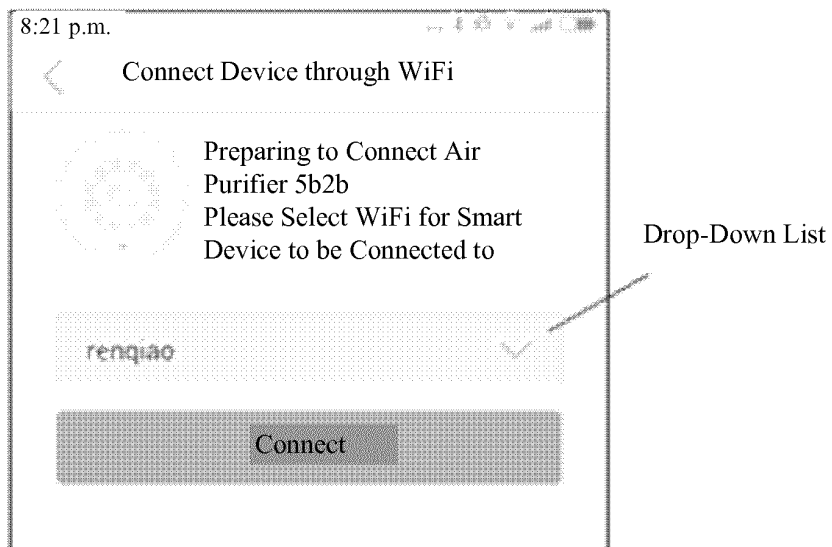 8:21 p.m.
Connect Device through WiFi
Preparing to Connect Air
Purifier 5b2b
Please Select WiFi for Smart
Device to be Connected to
Drop-Down List
renqiao
Connect